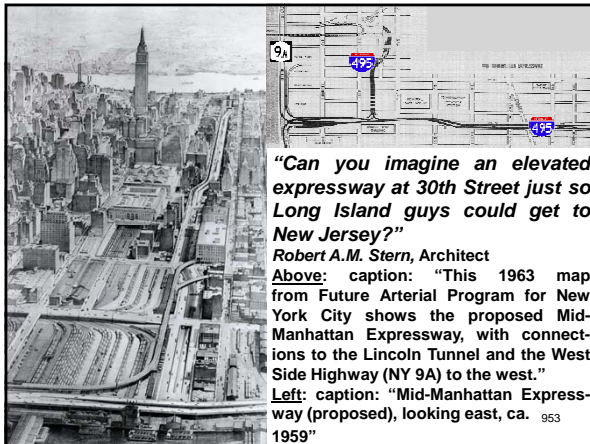 9A
495
MID-MANHATTAN EXPRESSWAY
495
“Can you imagine an elevated
expressway at 30th Street just so
Long Island guys could get to
New Jersey?”
Robert A.M. Stern, Architect
Above: caption: “This 1963 map
from Future Arterial Program for New
York City shows the proposed Mid-
Manhattan Expressway, with connect-
ions to the Lincoln Tunnel and the West
Side Highway (NY 9A) to the west.”
Left: caption: “Mid-Manhattan Express-
way (proposed), looking east, ca.
1959”
953